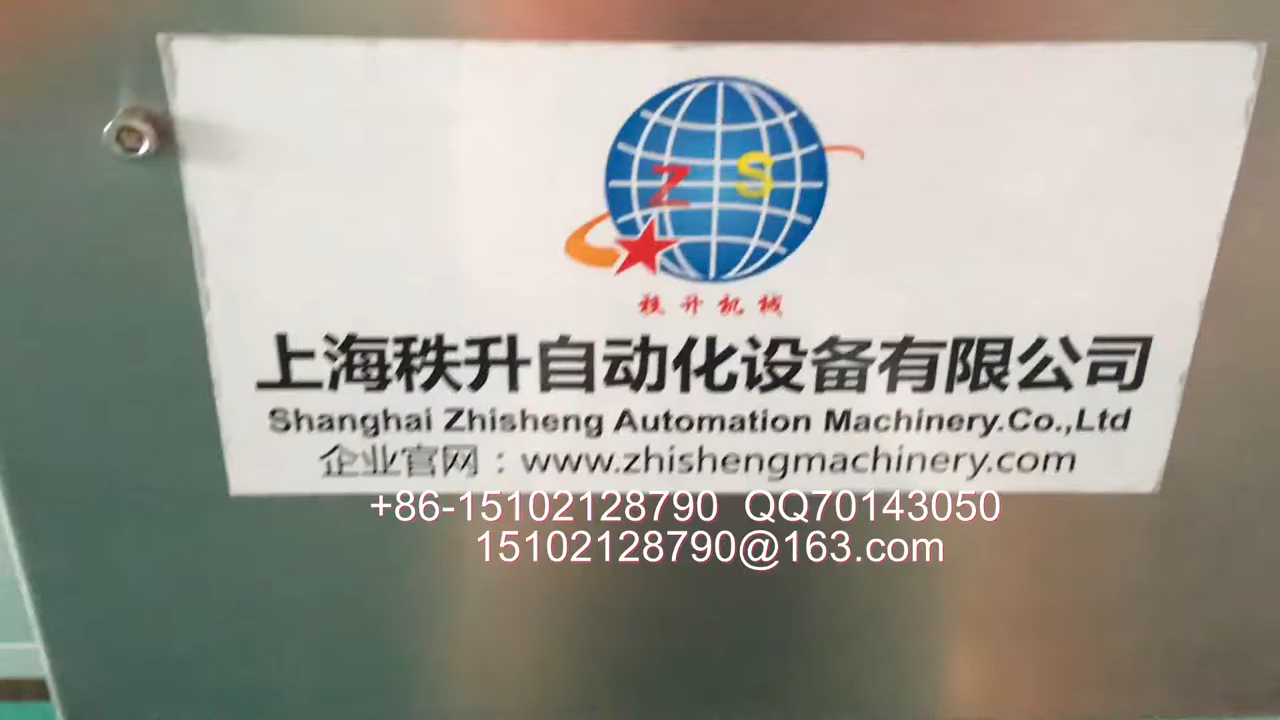 Z S
秩升机械
上海秩升自动化设备有限公司
Shanghai Zhisheng Automation Machinery.Co.,Ltd
企业官网：www.zhishengmachinery.com
+86-15102128790 QQ70143050
15102128790@163.com